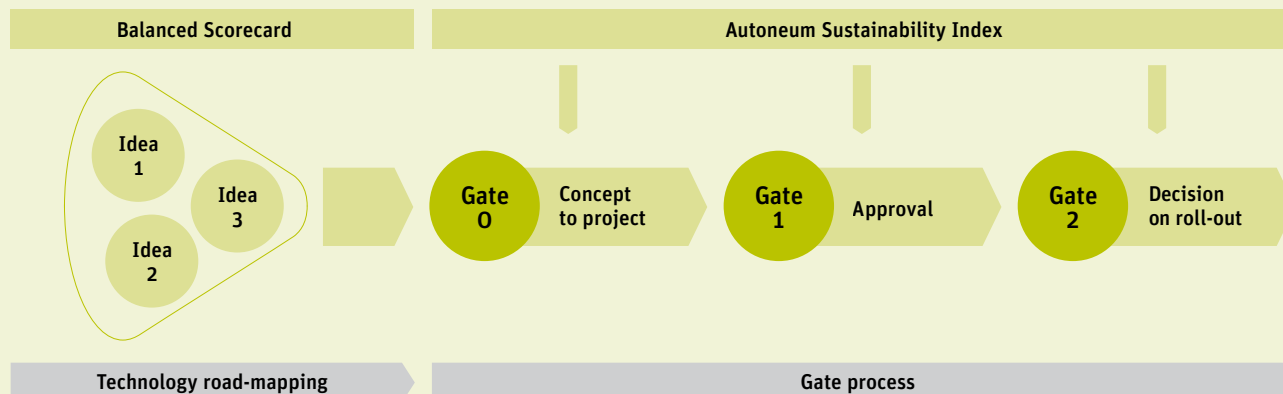 Balanced Scorecard
Autoneum Sustainability Index
Idea
1
Idea
2
Idea
3
Gate
0
Concept
to project
Gate
1
Approval
Gate
2
Decision
on roll-out
Technology road-mapping
Gate process